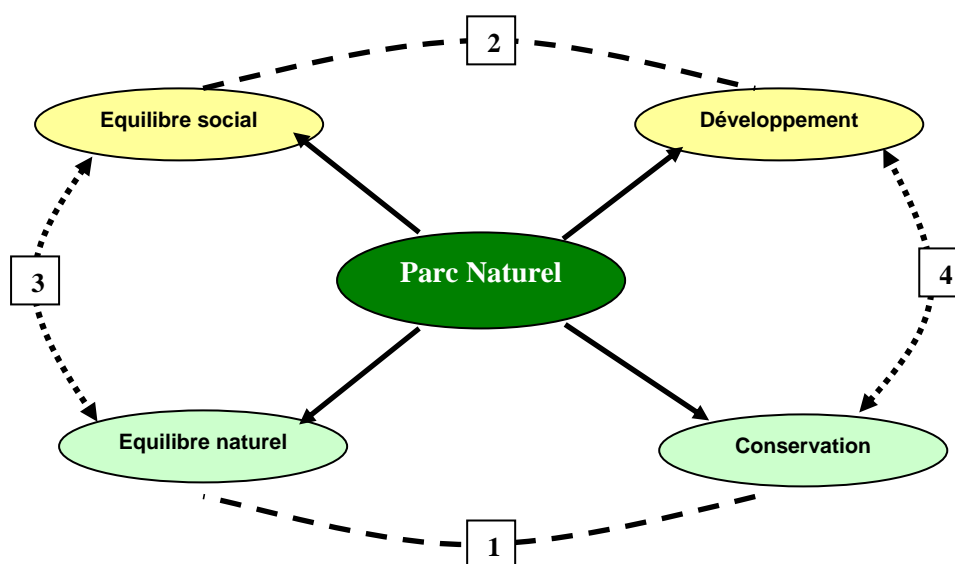 2
Equilibre social
Développement
Parc Naturel
3
4
Equilibre naturel
Conservation
1